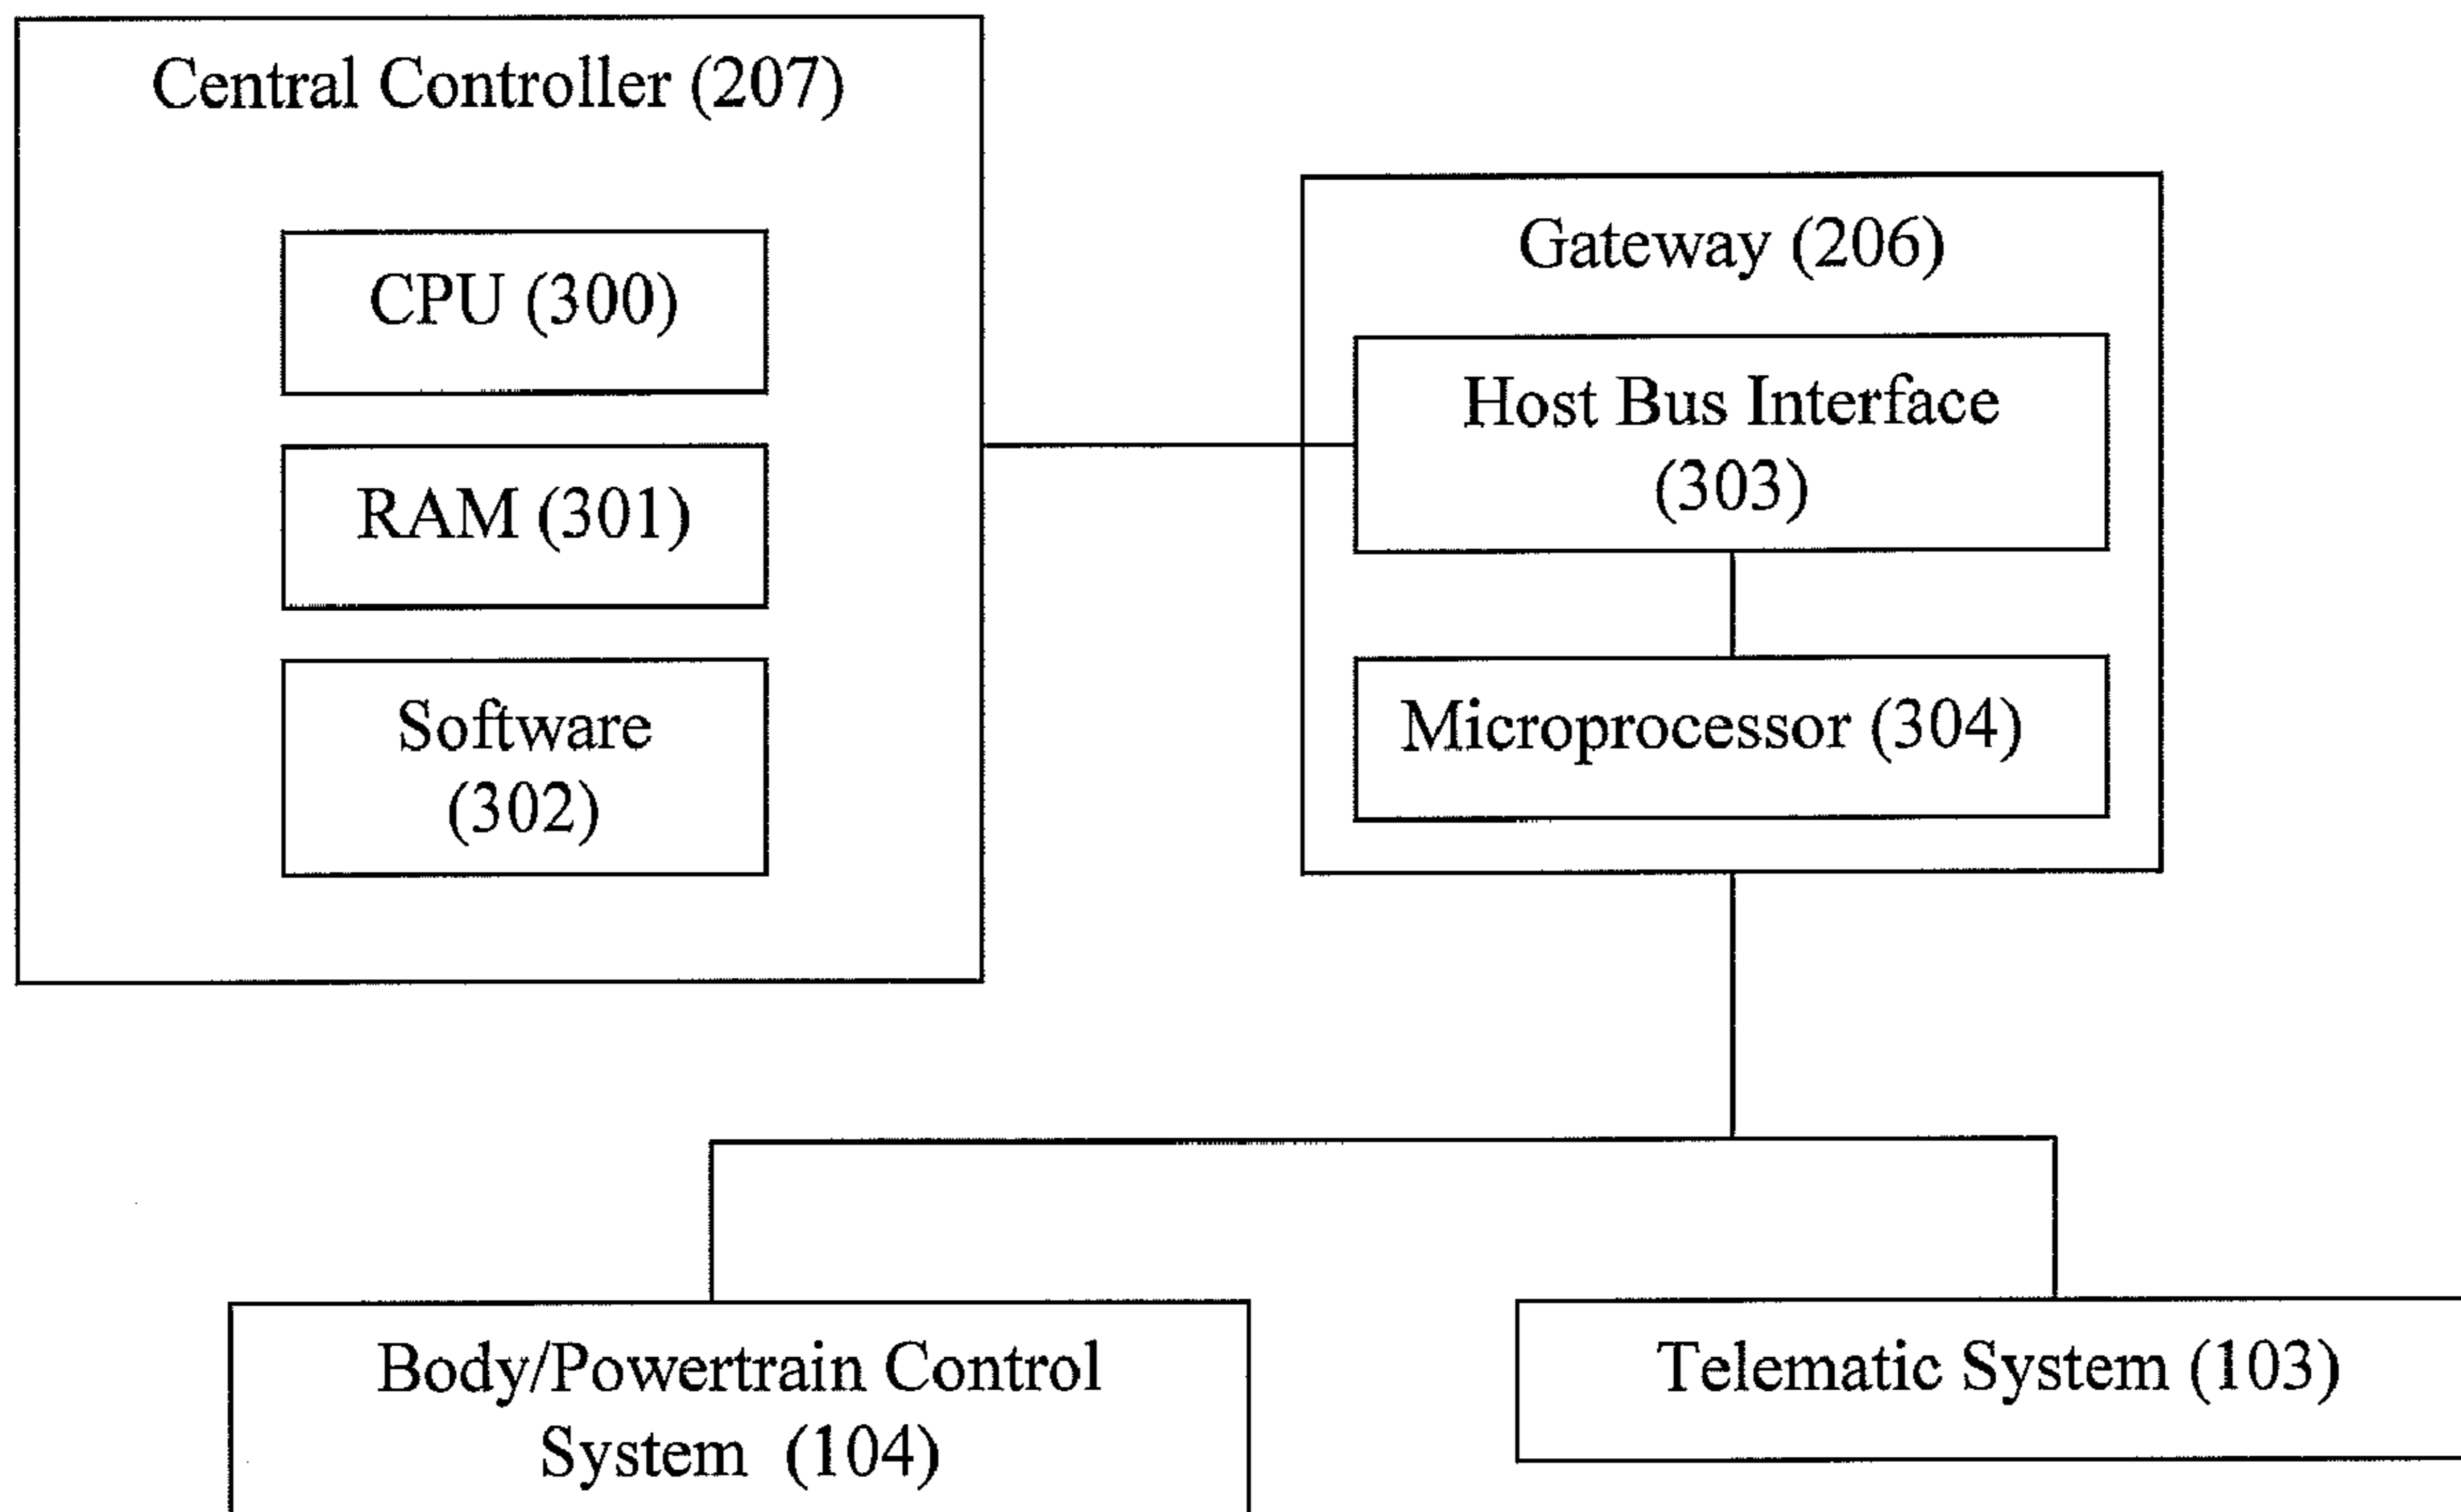 Central Controller (207)
CPU (300)
RAM (301)
Software
(302)
Gateway (206)
Host Bus Interface
(303)
Microprocessor (304)
Body/Powertrain Control
System (104)
Telematic System (103)